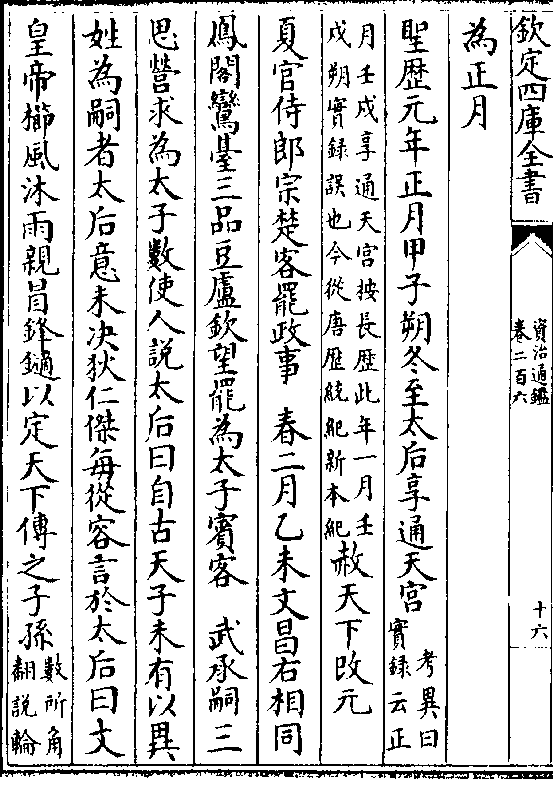 欽定四庫全書
資治通鑑
卷二百六
十六
為正月
聖歴元年正月甲子朔冬至太后享通天宮
考異曰
實錄云正
月壬戌享通天宮按長歴此年一月壬
戌朔實録誤也今從唐歴統紀新本紀
赦天下改元
夏官侍郎宗楚客罷政事　春二月乙未文昌右相同
鳳閣鸞臺三品豆盧欽望罷為太子賓客　武承嗣三
思營求為太子數使人說太后曰自古天子未有以異
姓為嗣者太后意未决狄仁傑每從容言於太后曰文
皇帝櫛風沐雨親冒鋒鏑以定天下傳之子孫
數所角
翻說輸